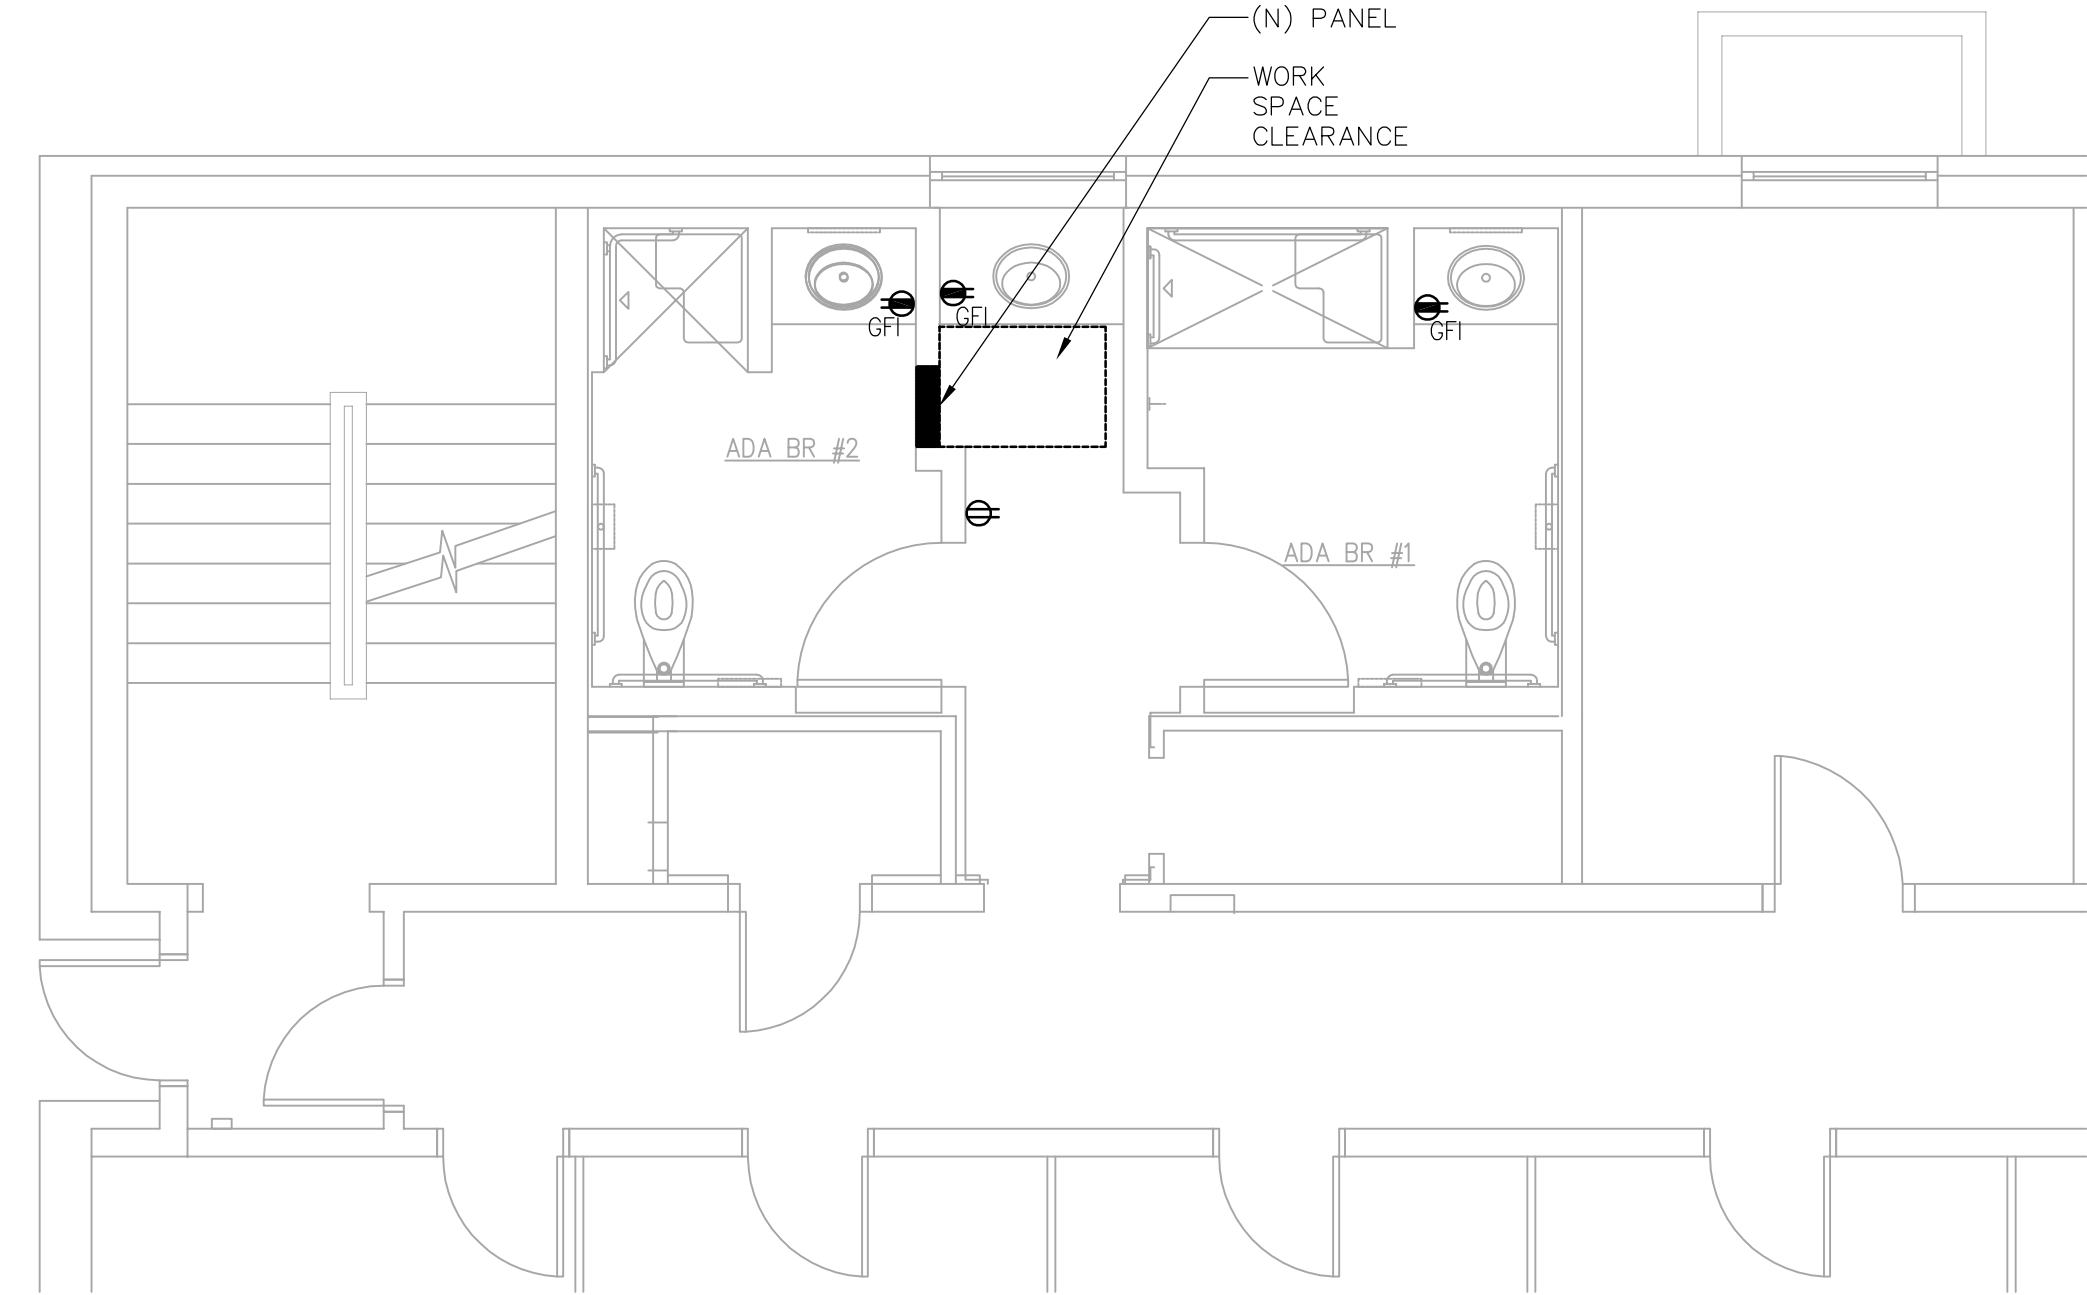 (N) PANEL
WORK
SPACE
CLEARANCE
GFI
GFI
GFI
ADA BR #2
ADA BR #1